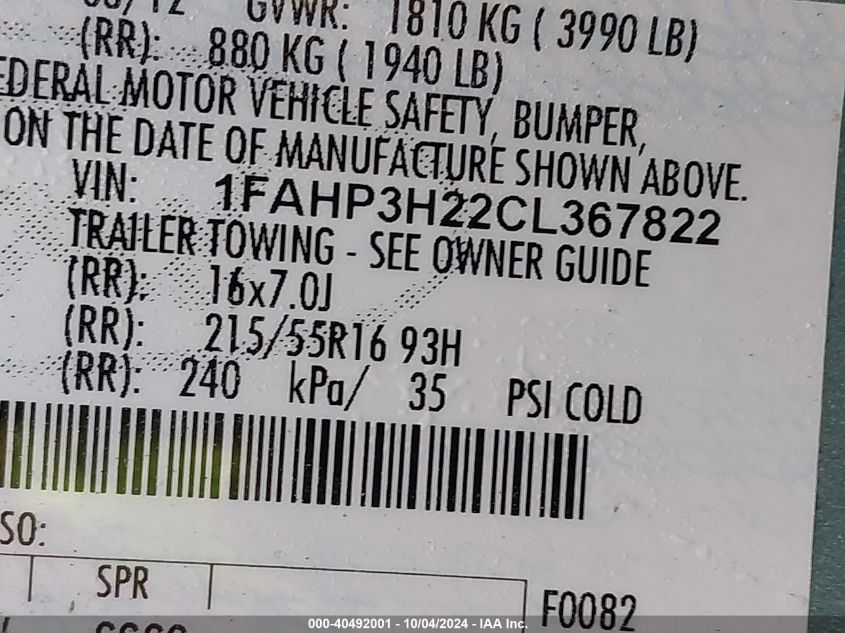 GVWR: 1810 KG ( 3990 LB)
(RR): 880 KG ( 1940 LB)
FEDERAL MOTOR VEHICLE SAFETY, BUMPER,
ON THE DATE OF MANUFACTURE SHOWN ABOVE.
VIN: 1FAHP3H22CL367822
TRAILER TOWING - SEE OWNER GUIDE
(RR): 16x7.0J
(RR): 215/55R16 93H
(RR): 240 kPa/ 35 PSI COLD
SO:
SPR
F0082
000-40492001 - 10/04/2024 - IAA Inc.